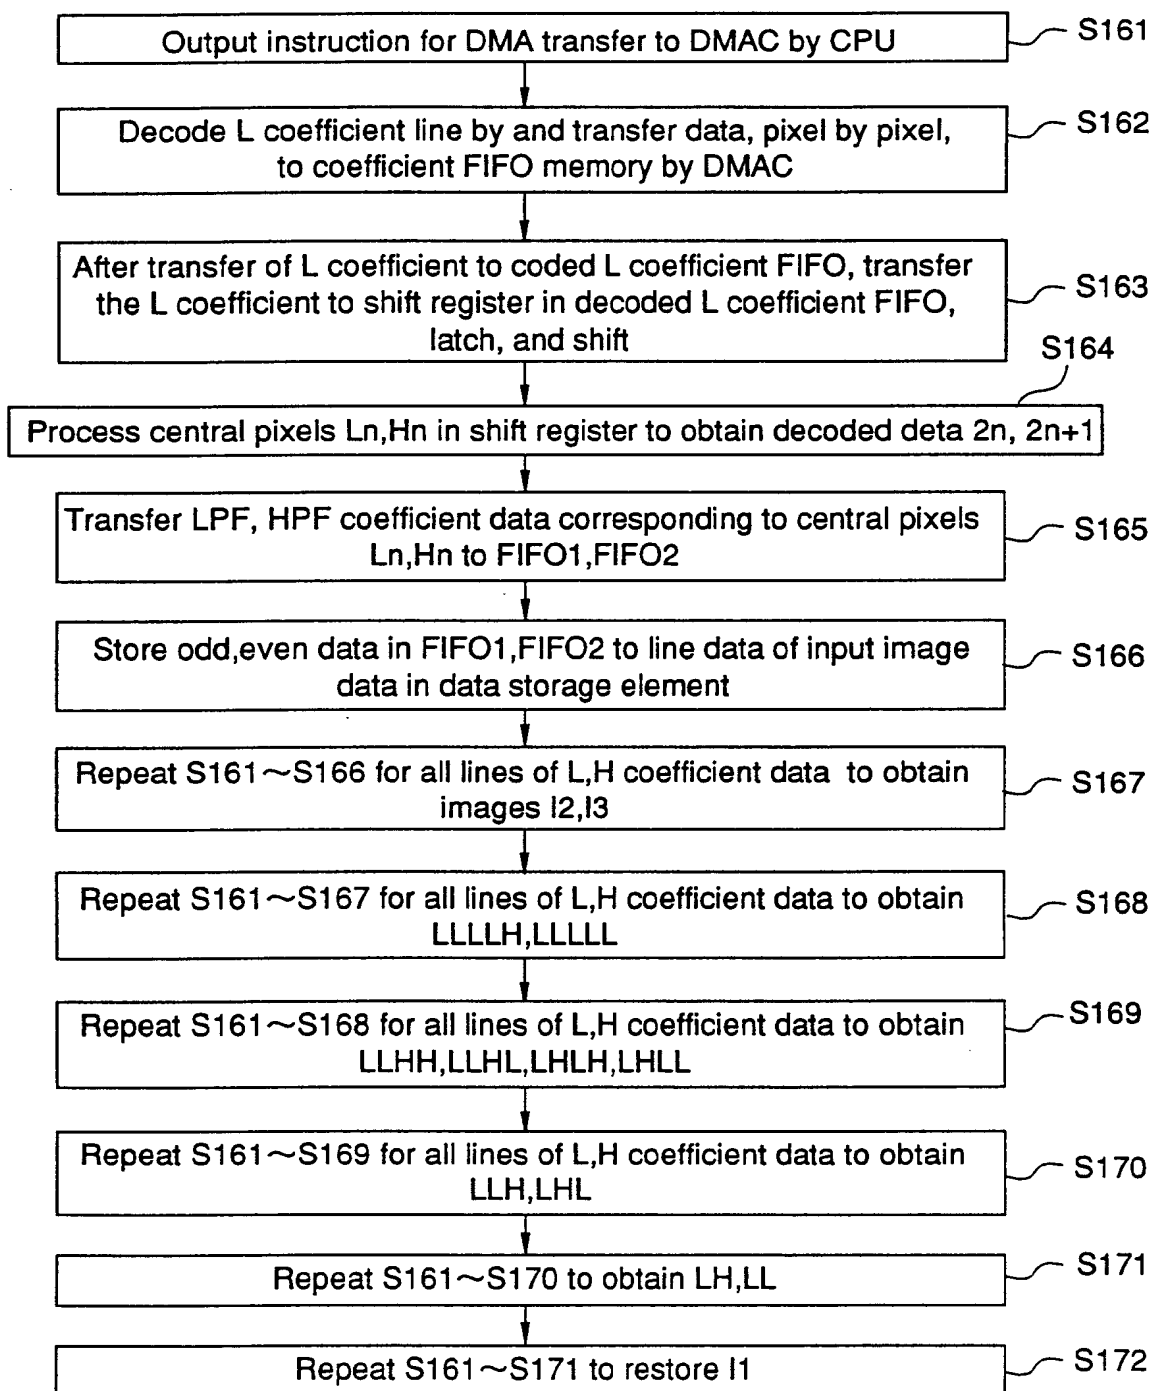 Output instruction for DMA transfer to DMAC by CPU
S161
Decode L coefficient line by and transfer data, pixel by pixel,
to coefficient FIFO memory by DMAC
S162
After transfer of L coefficient to coded L coefficient FIFO, transfer
the L coefficient to shift register in decoded L coefficient FIFO,
latch, and shift
S163
S164
Process central pixels Ln,Hn in shift register to obtain decoded deta 2n, 2n+1
Transfer LPF, HPF coefficient data corresponding to central pixels
Ln,Hn to FIFO1,FIFO2
S165
Store odd,even data in FIFO1,FIFO2 to line data of input image
data in data storage element
S166
Repeat S161~S166 for all lines of L,H coefficient data to obtain
images I2,I3
S167
Repeat S161~S167 for all lines of L,H coefficient data to obtain
LLLLH,LLLLL
S168
Repeat S161~S168 for all lines of L,H coefficient data to obtain
LLHH,LLHL,LHLH,LHLL
S169
Repeat S161~S169 for all lines of L,H coefficient data to obtain
LLH,LHL
S170
Repeat S161~S170 to obtain LH,LL
S171
Repeat S161~S171 to restore I1
S172